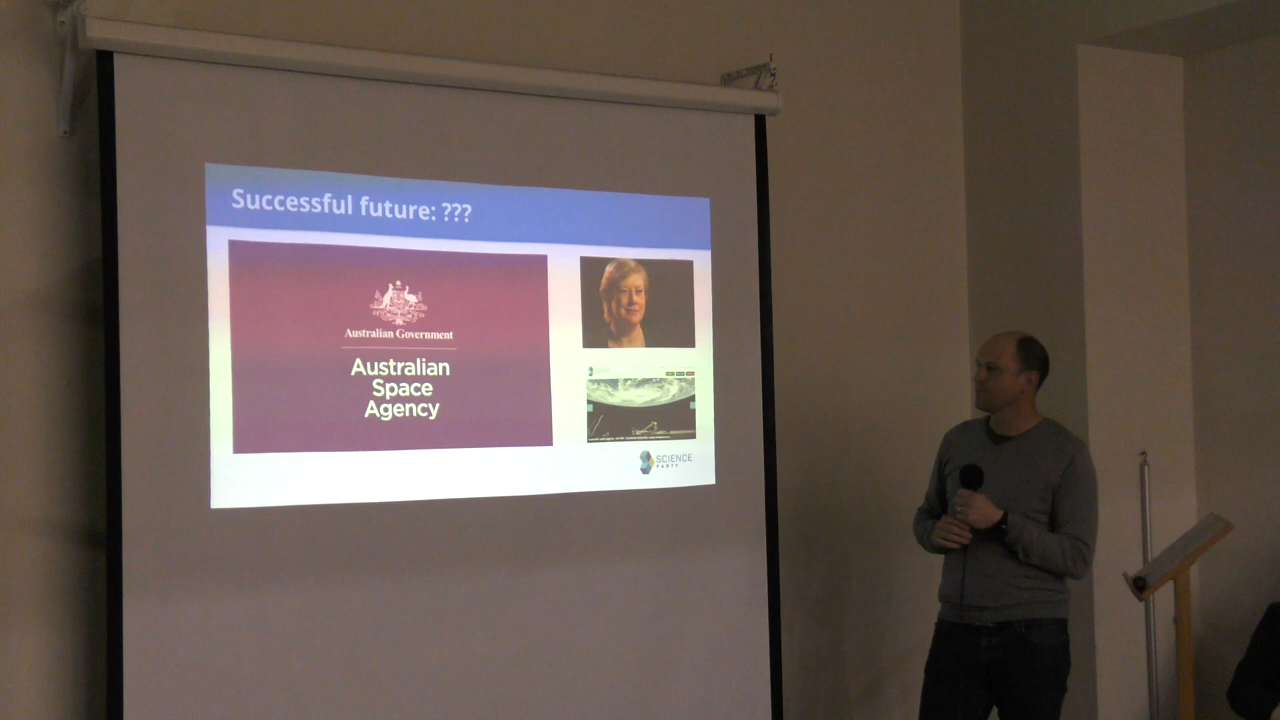 Successful future: ???
Australian Government
Australian
Space
Agency
SCIENCE
PARTY